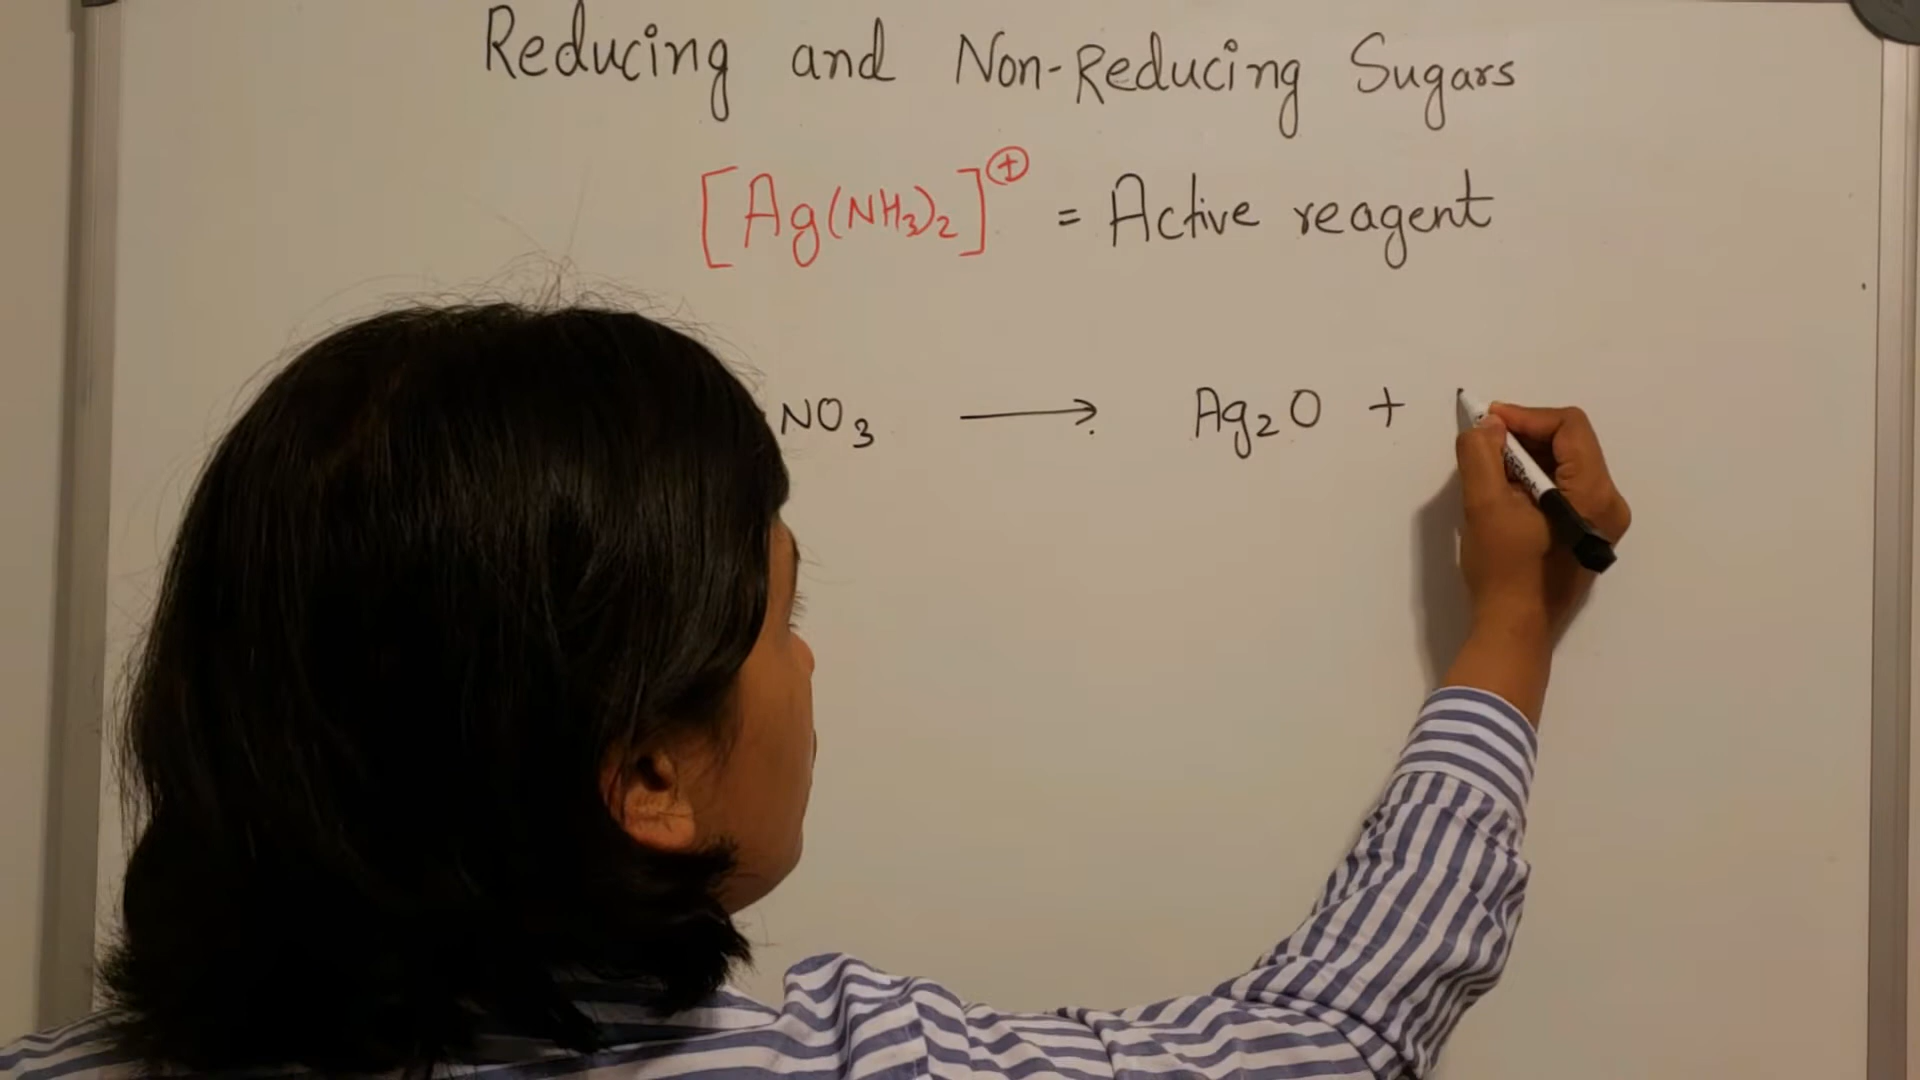 Reducing and Non-Reducing Sugars
[Ag(NH3)2]⊕ = Active reagent
NO3 → Ag2O +